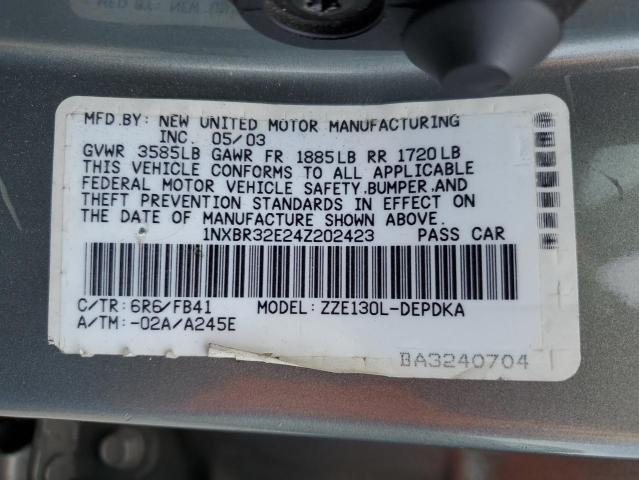 MFD.BY: NEW UNITED MOTOR MANUFACTURING
INC. 05/03
GVWR 3585LB GAWR FR 1885LB RR 1720LB
THIS VEHICLE CONFORMS TO ALL APPLICABLE
FEDERAL MOTOR VEHICLE SAFETY,BUMPER,AND
THEFT PREVENTION STANDARDS IN EFFECT ON
THE DATE OF MANUFACTURE SHOWN ABOVE.
1NXBR32E24Z202423 PASS CAR
C/TR: 6R6/FB41 MODEL: ZZE130L-DEPDKA
A/TM: -02A/A245E
BA3240704